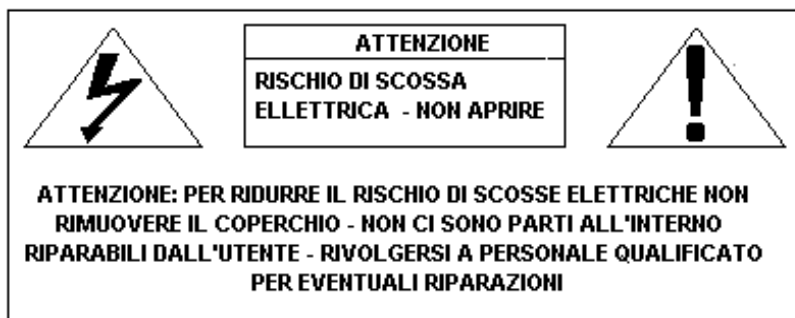 ATTENZIONE
RISCHIO DI SCOSSA
ELLETTRICA - NON APRIRE
ATTENZIONE: PER RIDURRE IL RISCHIO DI SCOSSE ELETTRICHE NON
RIMUOVERE IL COPERCHIO - NON CI SONO PARTI ALL'INTERNO
RIPARABILI DALL'UTENTE - RIVOLGERSI A PERSONALE QUALIFICATO
PER EVENTUALI RIPARAZIONI